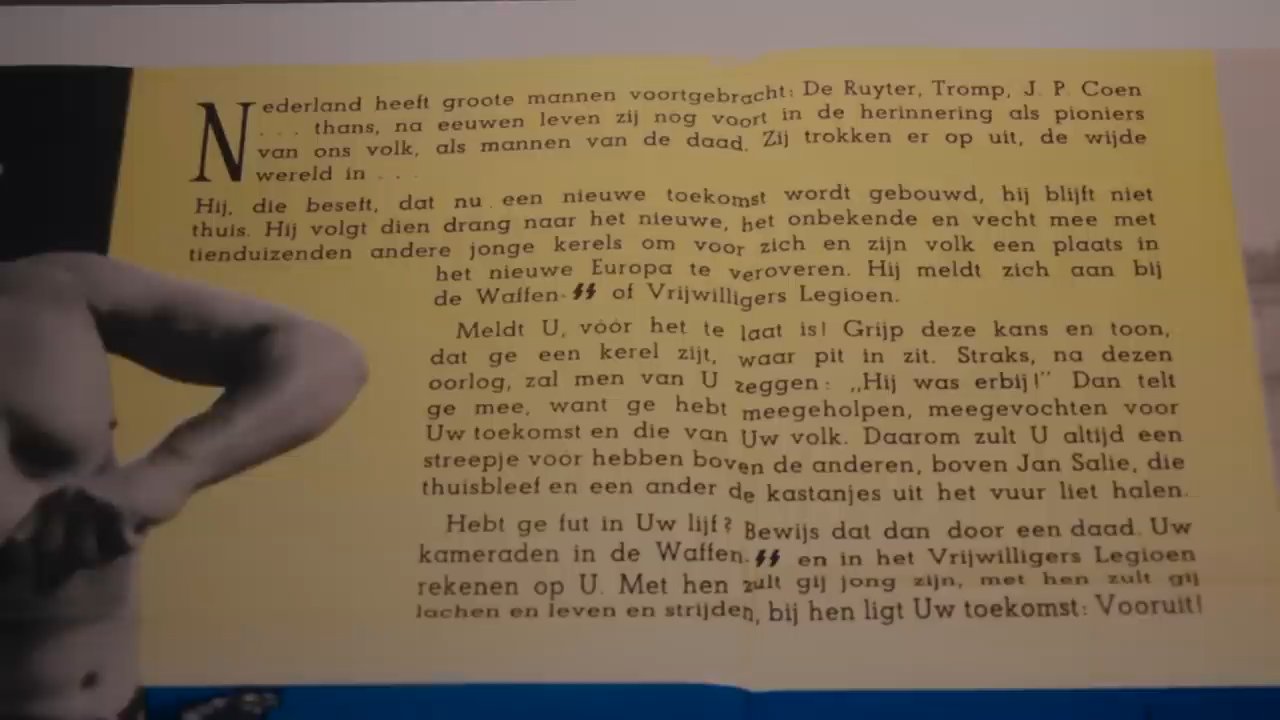 Nederland heeft groote mannen voortgebracht: De Ruyter, Tromp, J. P. Coen
. . . thans, na eeuwen leven zij nog voort in de herinnering als pioniers
van ons volk, als mannen van de daad. Zij trokken er op uit, de wijde
wereld in . . .
Hij, die beseft, dat nu een nieuwe toekomst wordt gebouwd, hij blijft niet
thuis. Hij volgt dien drang naar het nieuwe, het onbekende en vecht mee met
tienduizenden andere jonge kerels om voor zich en zijn volk een plaats in
het nieuwe Europa te veroveren. Hij meldt zich aan bij
de Waffen-SS of Vrijwilligers Legioen.
Meldt U, vóór het te laat is! Grijp deze kans en toon,
dat ge een kerel zijt, waar pit in zit. Straks, na dezen
oorlog, zal men van U zeggen: „Hij was erbij!" Dan telt
ge mee, want ge hebt meegeholpen, meegevochten voor
Uw toekomst en die van Uw volk. Daarom zult U altijd een
streepje voor hebben boven de anderen, boven Jan Salie, die
thuisbleef en een ander de kastanjes uit het vuur liet halen.
Hebt ge fut in Uw lijf? Bewijs dat dan door een daad. Uw
kameraden in de Waffen-SS en in het Vrijwilligers Legioen
rekenen op U. Met hen zult gij jong zijn, met hen zult gij
lachen en leven en strijden, bij hen ligt Uw toekomst: Vooruit!